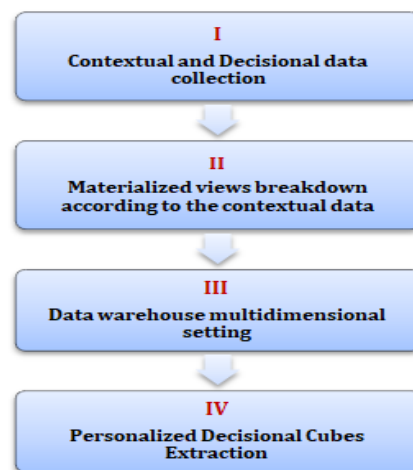 I
Contextual and Decisional data
collection
II
Materialized views breakdown
according to the contextual data
III
Data warehouse multidimensional
setting
IV
Personalized Decisional Cubes
Extraction